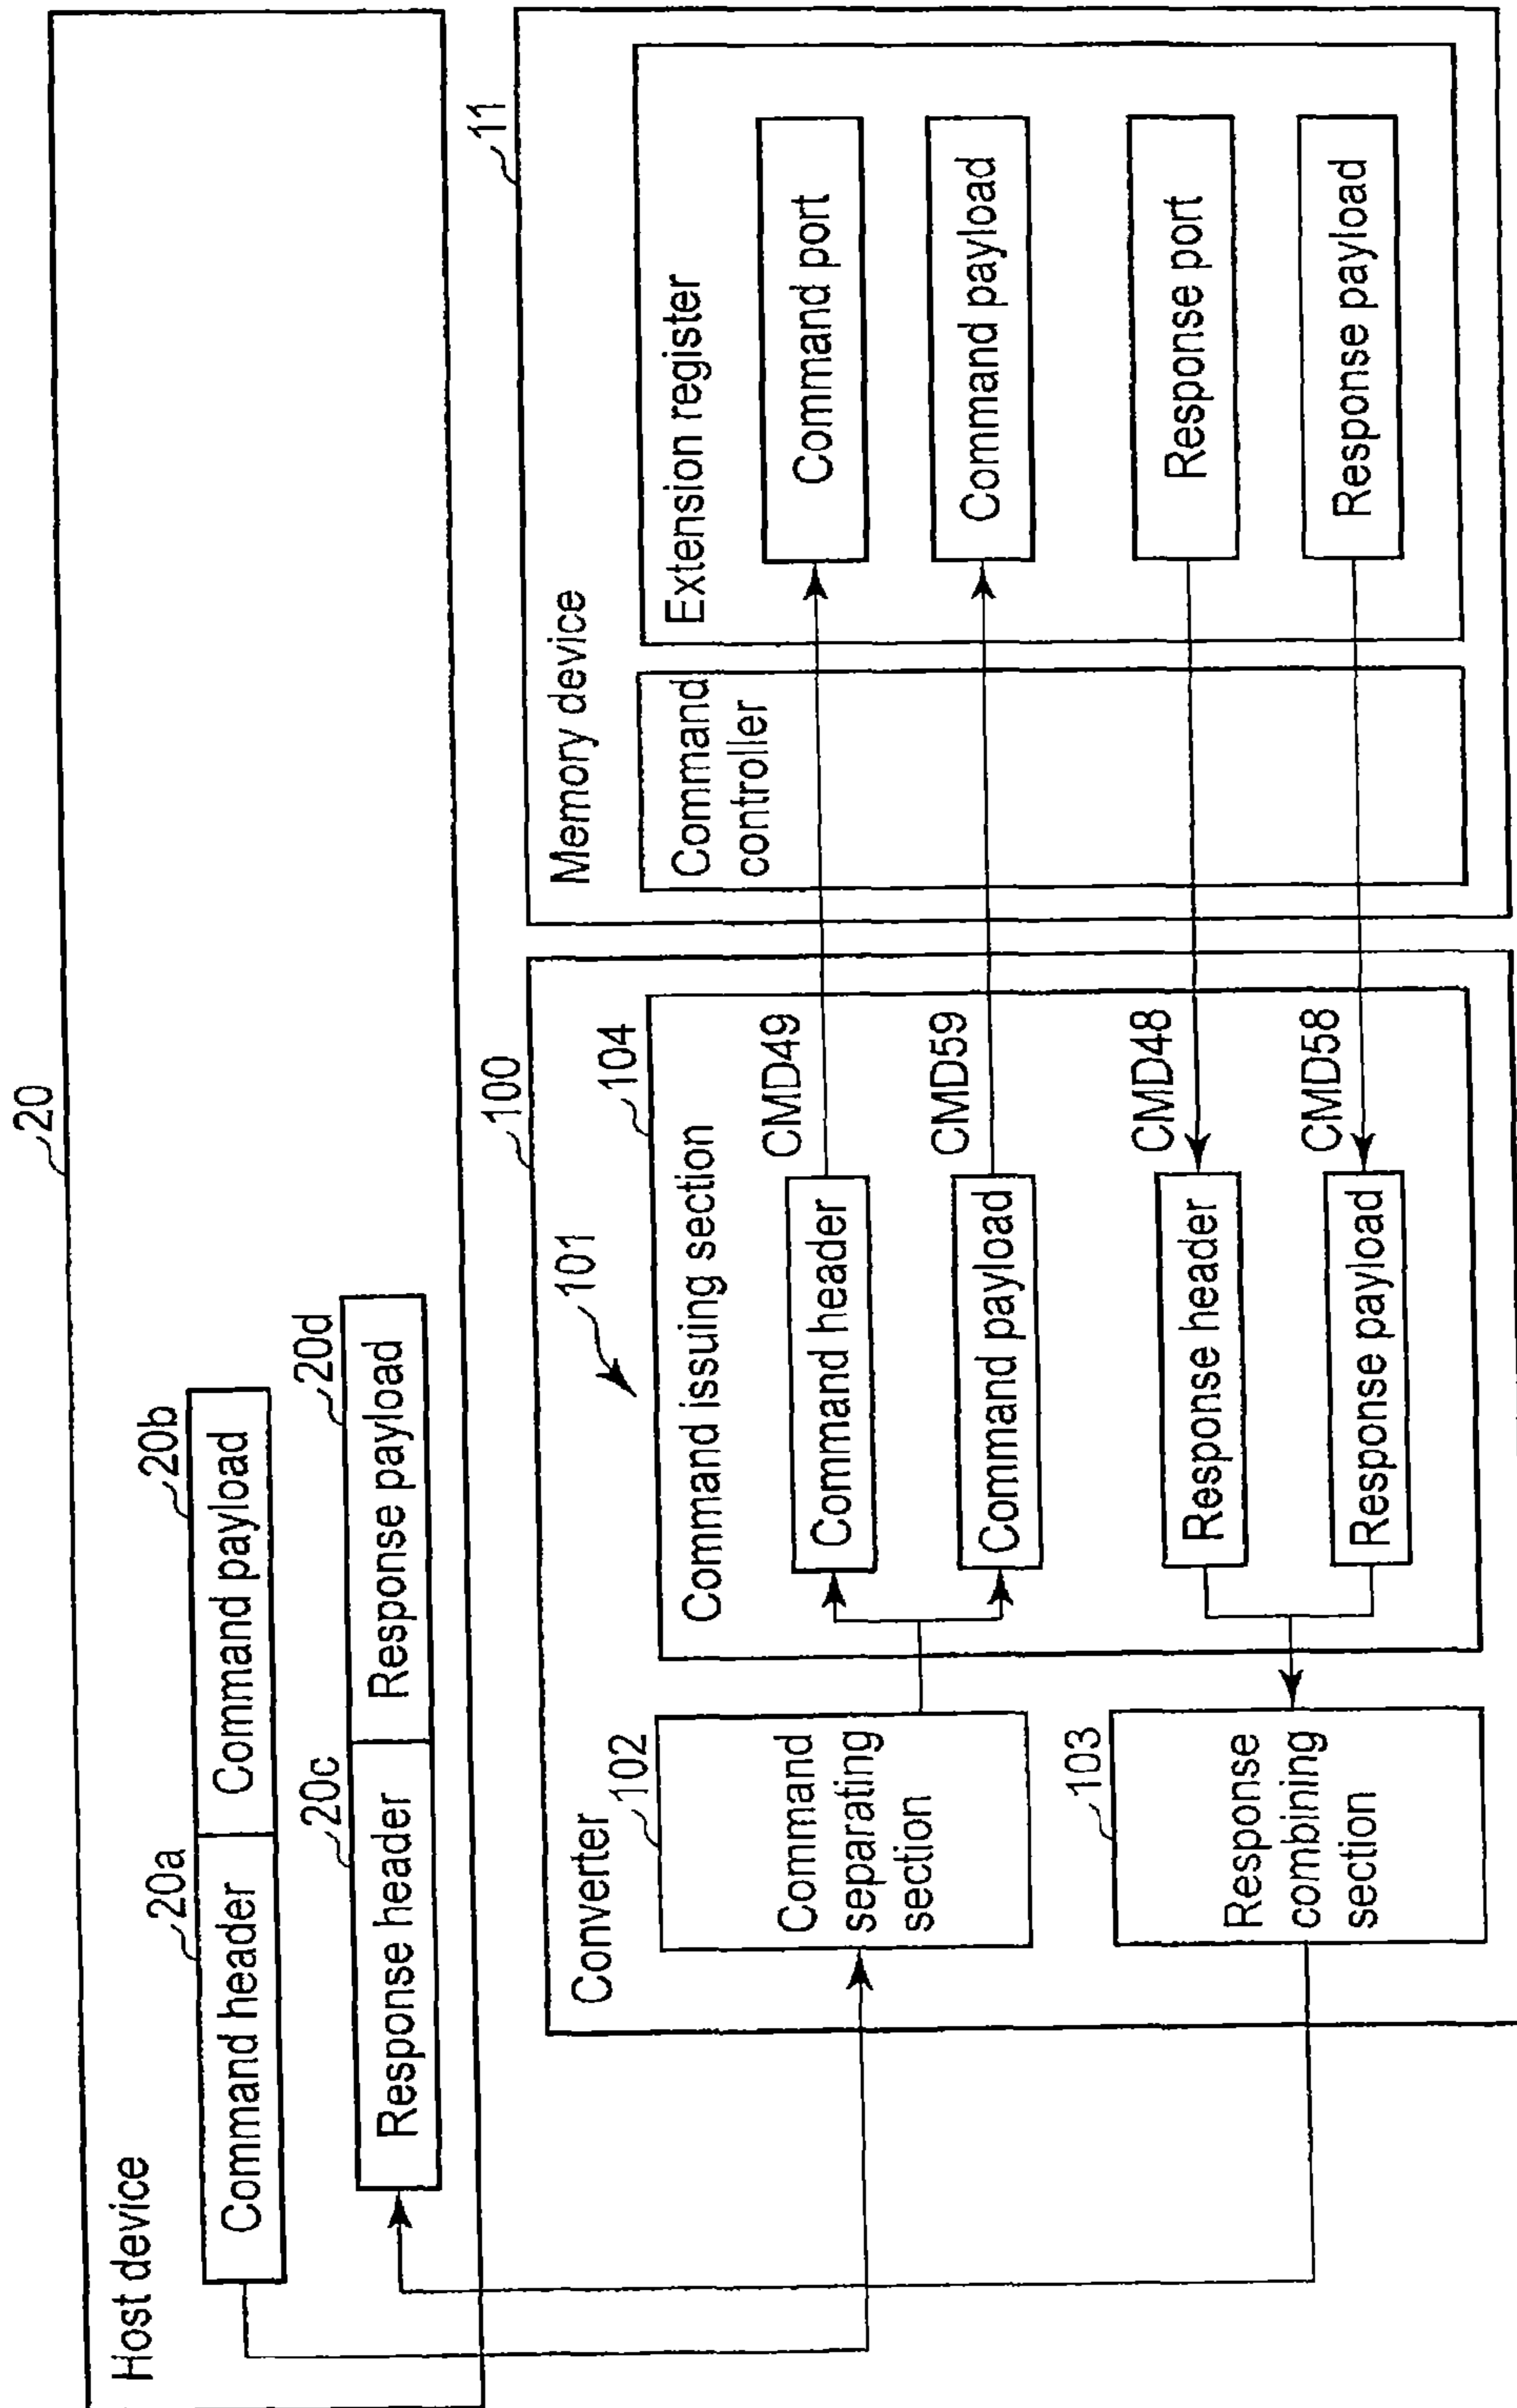 20
Host device
20a
20b
Command header
Command payload
20c
20d
Response header
Response payload
100
Converter
101
102
Command
separating
section
103
Response
combining
section
104
Command issuing section
Command header
CMD49
Command payload
CMD59
Response header
CMD48
Response payload
CMD58
11
Memory device
Command
controller
Extension register
Command port
Command payload
Response port
Response payload